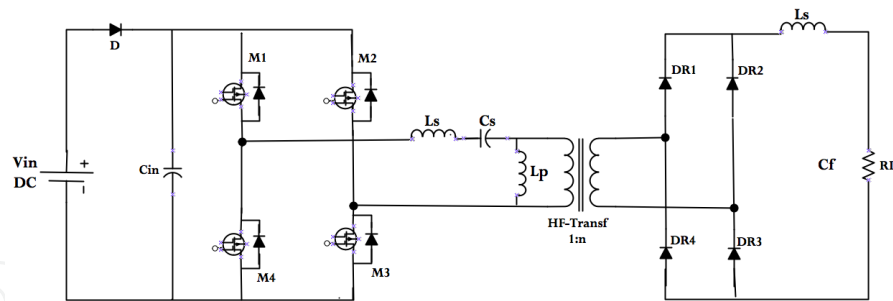 Ls
D
M1
M2
DR1
DR2
Ls
Cs
Vin
DC
+
−
Cin
Lp
Cf
Rl
HF-Transf
1:n
M4
M3
DR4
DR3